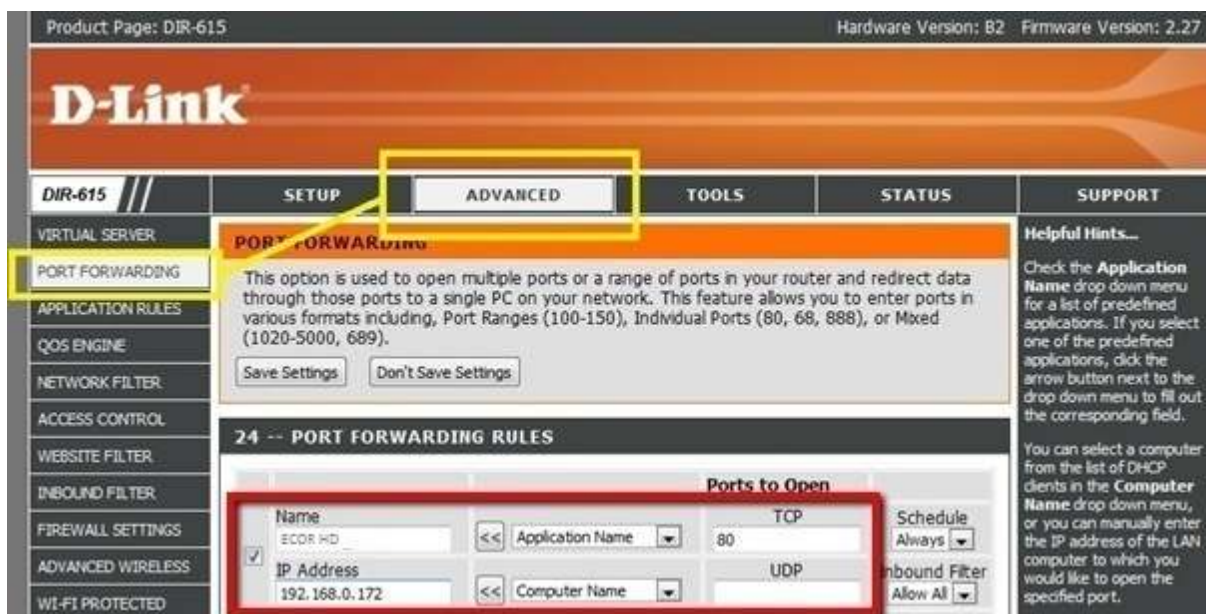 Product Page: DIR-615 Hardware Version: B2 Firmware Version: 2.27
D-Link
DIR-615 SETUP ADVANCED TOOLS STATUS SUPPORT
VIRTUAL SERVER
PORT FORWARDING
APPLICATION RULES
QOS ENGINE
NETWORK FILTER
ACCESS CONTROL
WEBSITE FILTER
INBOUND FILTER
FIREWALL SETTINGS
ADVANCED WIRELESS
WI-FI PROTECTED
PORT FORWARDING
This option is used to open multiple ports or a range of ports in your router and redirect data
through those ports to a single PC on your network. This feature allows you to enter ports in
various formats including, Port Ranges (100-150), Individual Ports (80, 68, 888), or Mixed
(1020-5000, 689).
Save Settings Don't Save Settings
24 -- PORT FORWARDING RULES
Ports to Open
Name TCP Schedule
ECOR HD << Application Name 80 Always
IP Address UDP Inbound Filter
192.168.0.172 << Computer Name Allow All
Helpful Hints...
Check the Application
Name drop down menu
for a list of predefined
applications. If you select
one of the predefined
applications, click the
arrow button next to the
drop down menu to fill out
the corresponding field.
You can select a computer
from the list of DHCP
clients in the Computer
Name drop down menu,
or you can manually enter
the IP address of the LAN
computer to which you
would like to open the
specified port.